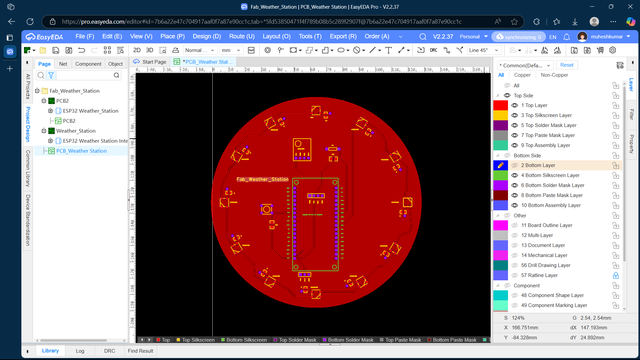 Fab_Weather_Station | PCB_Weather Station | EasyEDA Pro - V2.2.37
https://pro.easyeda.com/editor#id=
EasyEDA
File (F)
Edit (E)
View (V)
Place (P)
Design (D)
Route (U)
Layout (O)
Tools (T)
Export (R)
Order (A)
V2.2.37
Personal
synchronizing
EN
maheshkumar
Normal
mm
DRK
Line 45°
Page
Net
Component
Object
Start Page
*PCB_Weather Stat...
All Projects
Project Design
Common Library
Device Standardization
Fab_Weather_Station
PCB2
ESP32 Weather_Station
PCB2
Weather_Station
ESP32 Weather_Station Inte
PCB_Weather Station
Fab_Weather_Station
* Common(Defau...
Reset
All
Copper
Non-Copper
All
Top Side
1 Top Layer
3 Top Silkscreen Layer
5 Top Solder Mask Layer
7 Top Paste Mask Layer
9 Top Assembly Layer
Bottom Side
2 Bottom Layer
4 Bottom Silkscreen Layer
6 Bottom Solder Mask Layer
8 Bottom Paste Mask Layer
10 Bottom Assembly Layer
Other
11 Board Outline Layer
12 Multi-Layer
13 Document Layer
14 Mechanical Layer
56 Drill Drawing Layer
57 Ratline Layer
Component
48 Component Shape Layer
49 Component Marking Layer
Layer
Filter
Property
S 124%
G 2.54, 2.54mm
X 166.751mm
dX 147.193mm
Y -84.328mm
dY 24.892mm
Top
Top Silkscreen
Bottom Silkscreen
Top Solder Mask
Bottom Solder Mask
Top Paste Mask
Bottom Paste Mask
Library
Log
DRC
Find Result